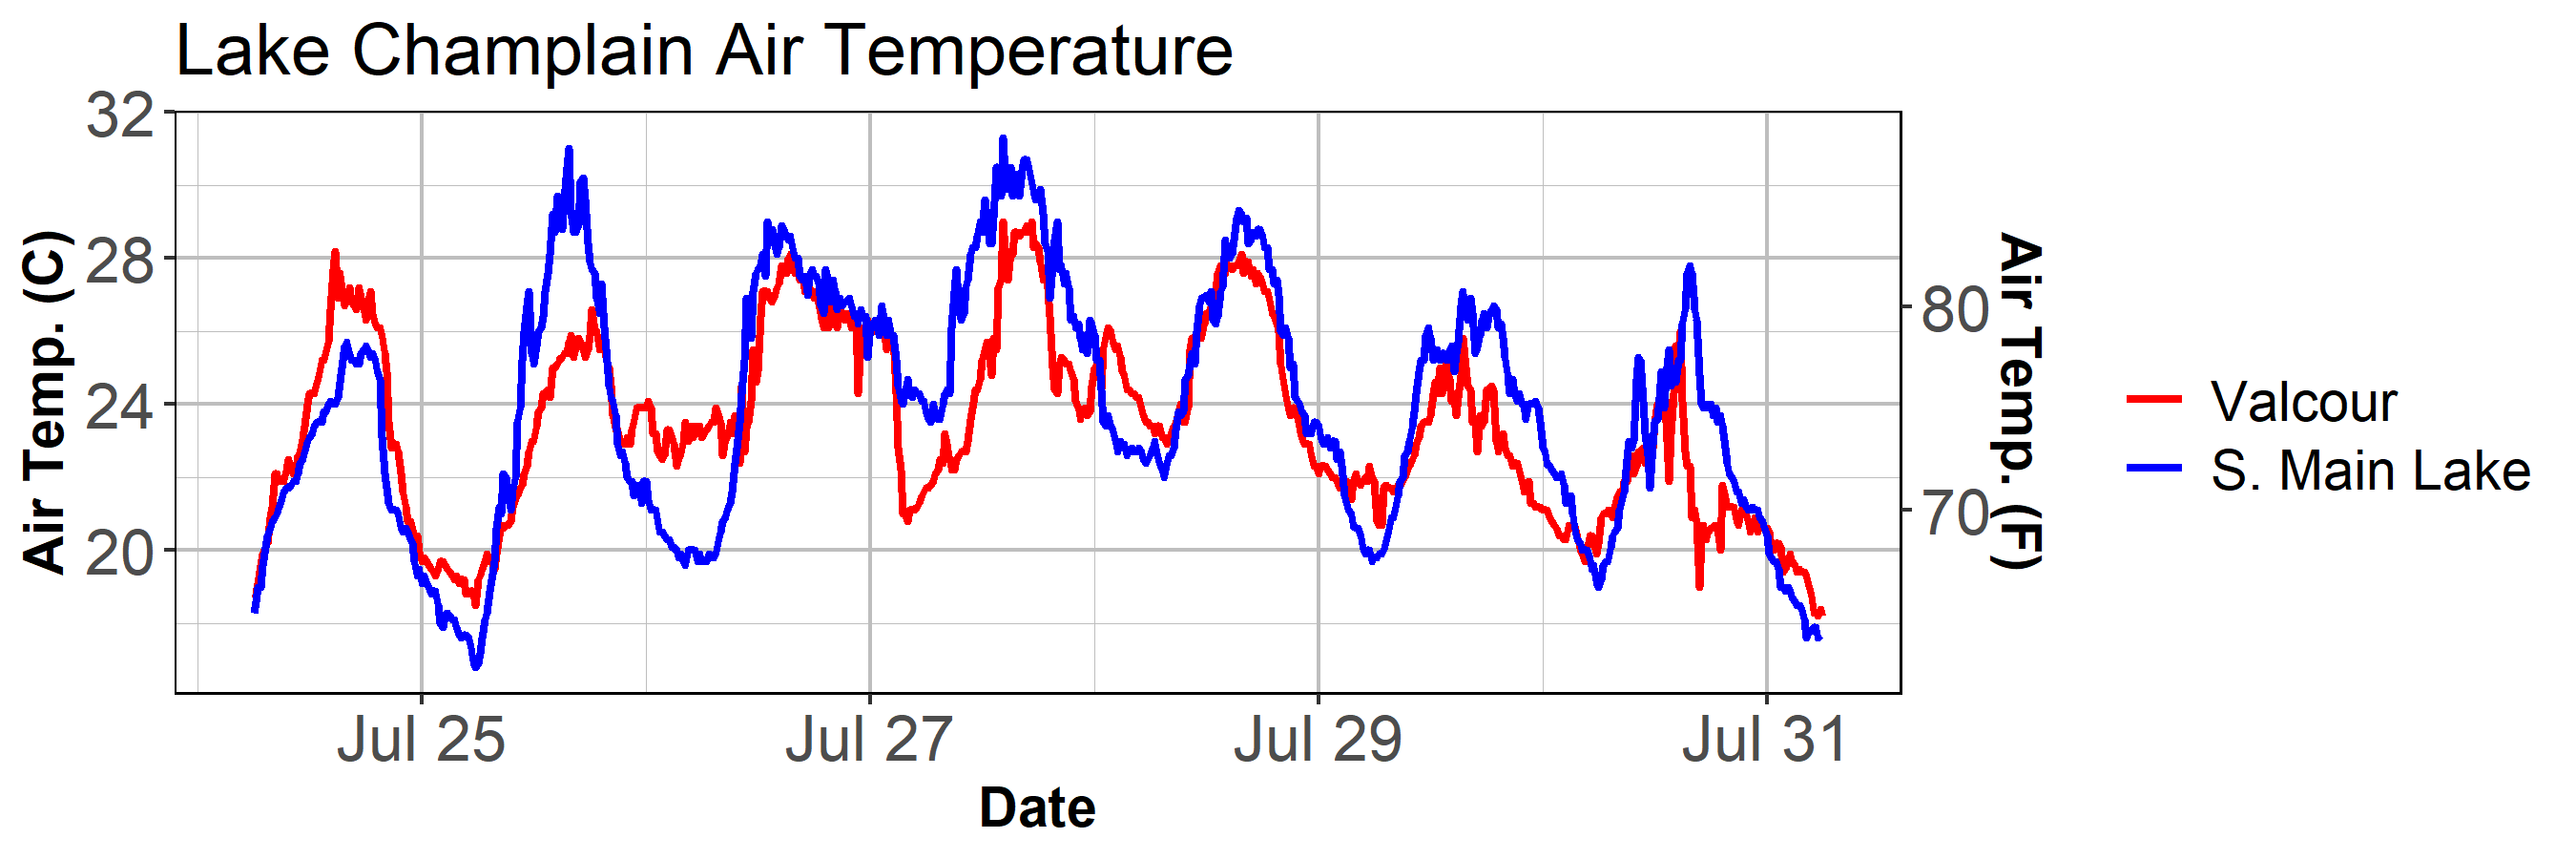 Lake Champlain Air Temperature
32
28
24
20
Air Temp. (C)
80
70
Air Temp. (F)
Valcour
S. Main Lake
Jul 25
Jul 27
Jul 29
Jul 31
Date